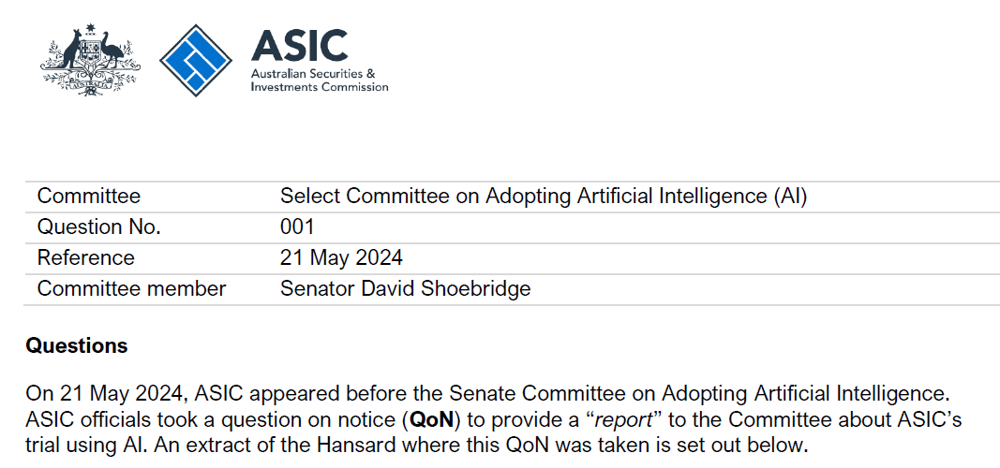 AUSTRALIA
ASIC
Australian Securities &
Investments Commission
Committee Select Committee on Adopting Artificial Intelligence (AI)
Question No. 001
Reference 21 May 2024
Committee member Senator David Shoebridge
Questions
On 21 May 2024, ASIC appeared before the Senate Committee on Adopting Artificial Intelligence.
ASIC officials took a question on notice (QoN) to provide a “report” to the Committee about ASIC’s
trial using AI. An extract of the Hansard where this QoN was taken is set out below.